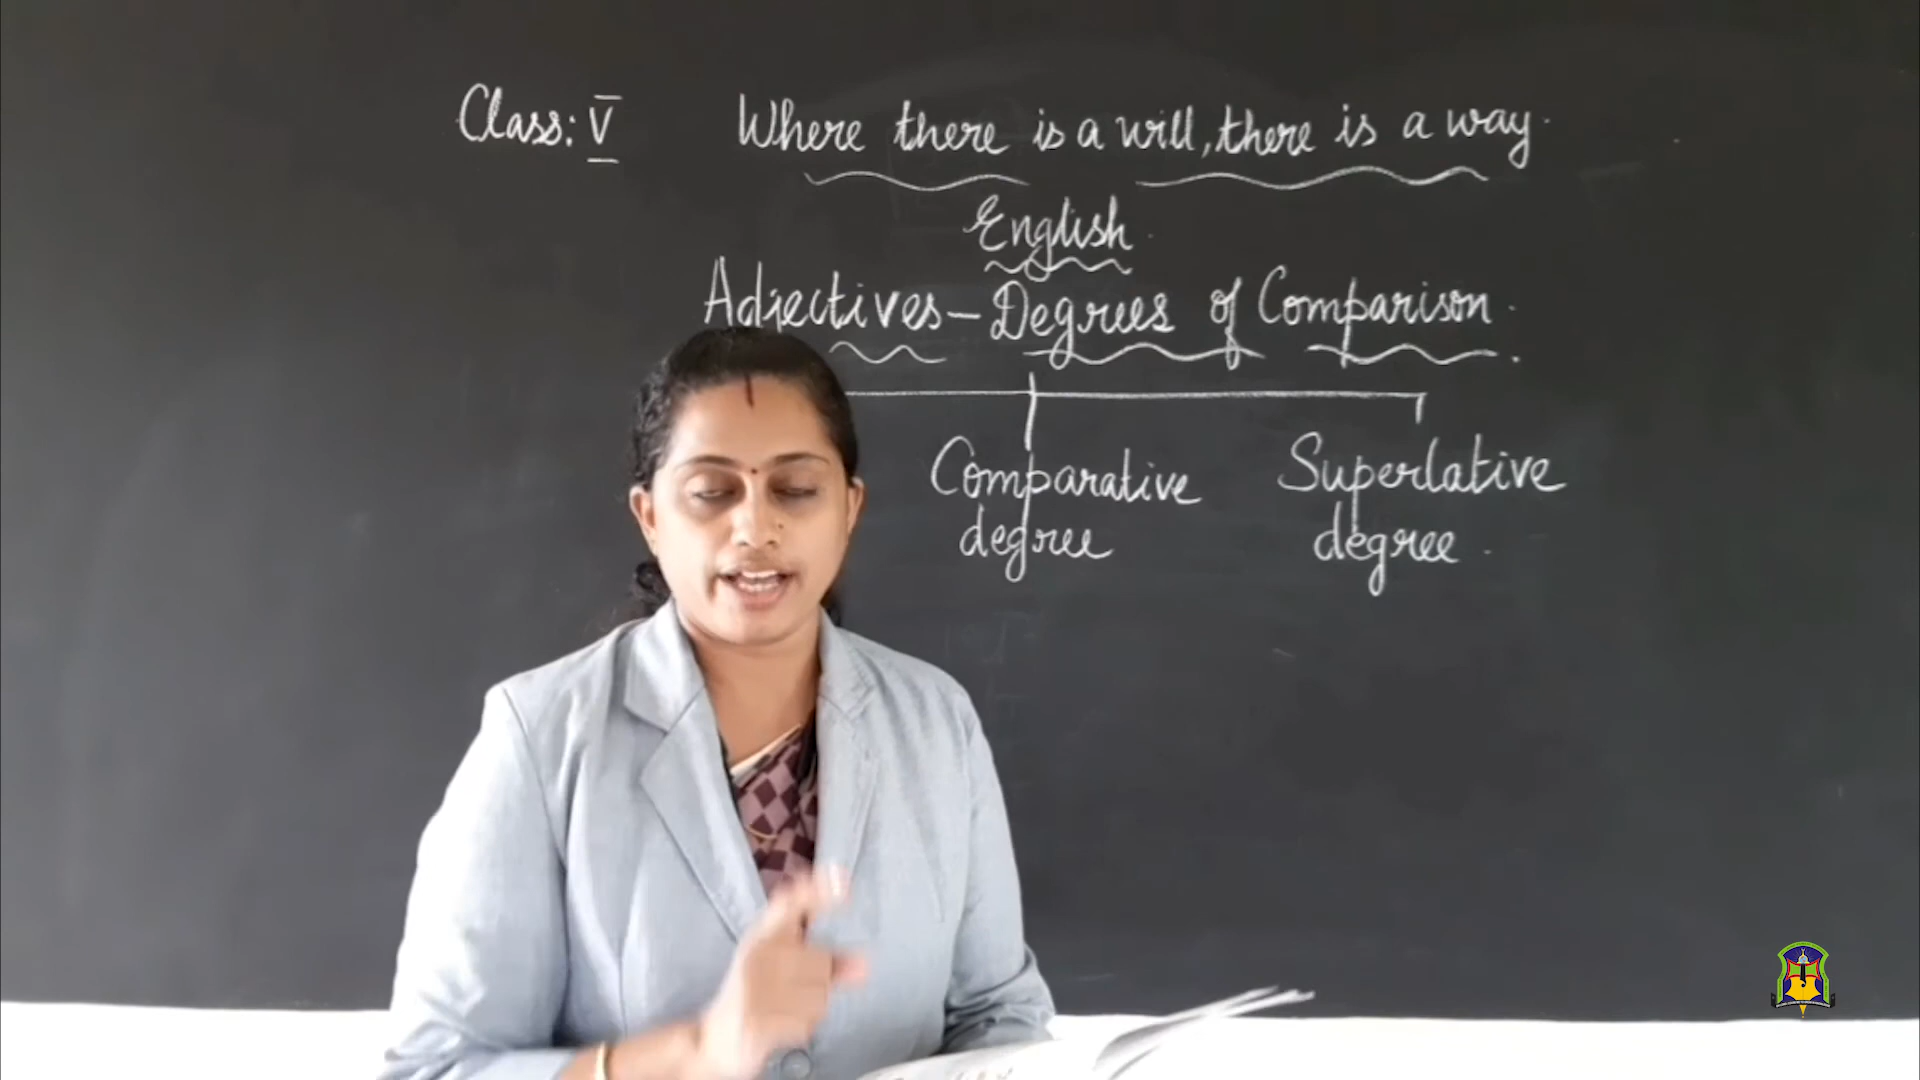 Class: V
Where there is a will, there is a way.
English
Adjectives - Degrees of Comparison.
Comparative degree
Superlative degree.